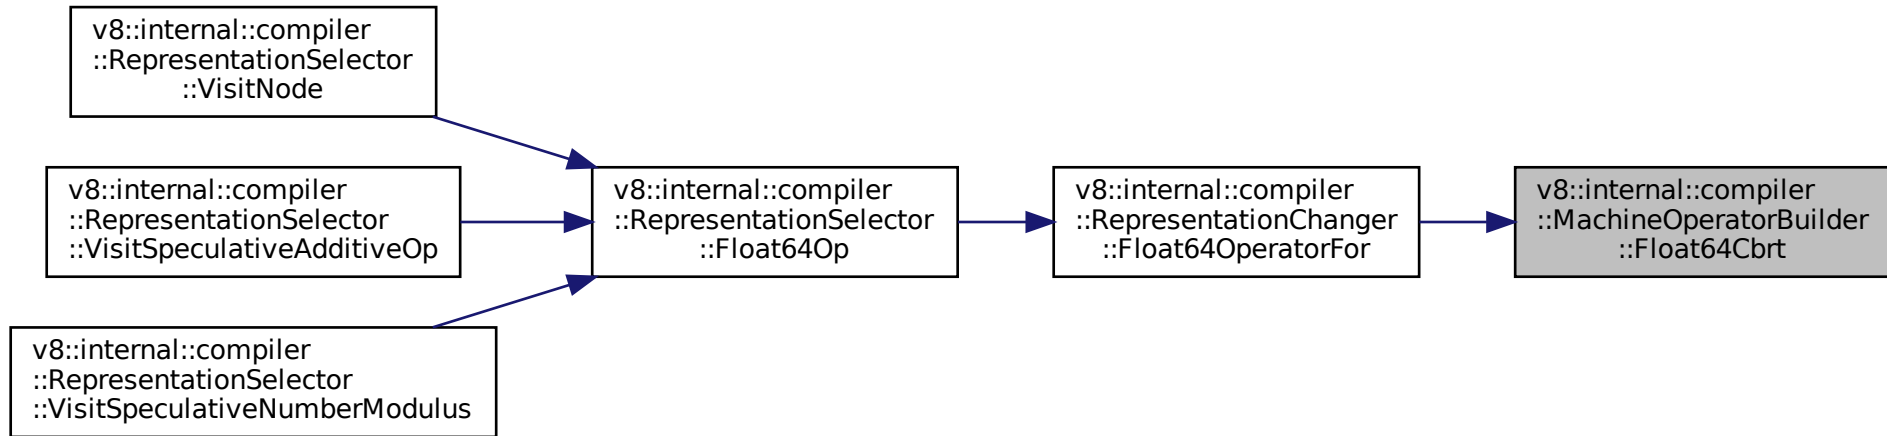 v8::internal::compiler
::RepresentationSelector
::VisitNode
v8::internal::compiler
::RepresentationSelector
::VisitSpeculativeAdditiveOp
v8::internal::compiler
::RepresentationSelector
::VisitSpeculativeNumberModulus
v8::internal::compiler
::RepresentationSelector
::Float64Op
v8::internal::compiler
::RepresentationChanger
::Float64OperatorFor
v8::internal::compiler
::MachineOperatorBuilder
::Float64Cbrt